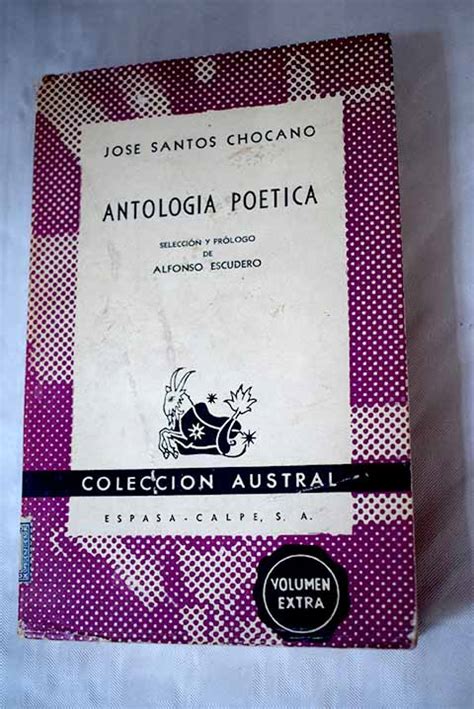 JOSE SANTOS CHOCANO
ANTOLOGIA POETICA
SELECCIÓN Y PRÓLOGO
DE
ALFONSO ESCUDERO
COLECCION AUSTRAL
ESPASA - CALPE, S. A.
VOLUMEN
EXTRA